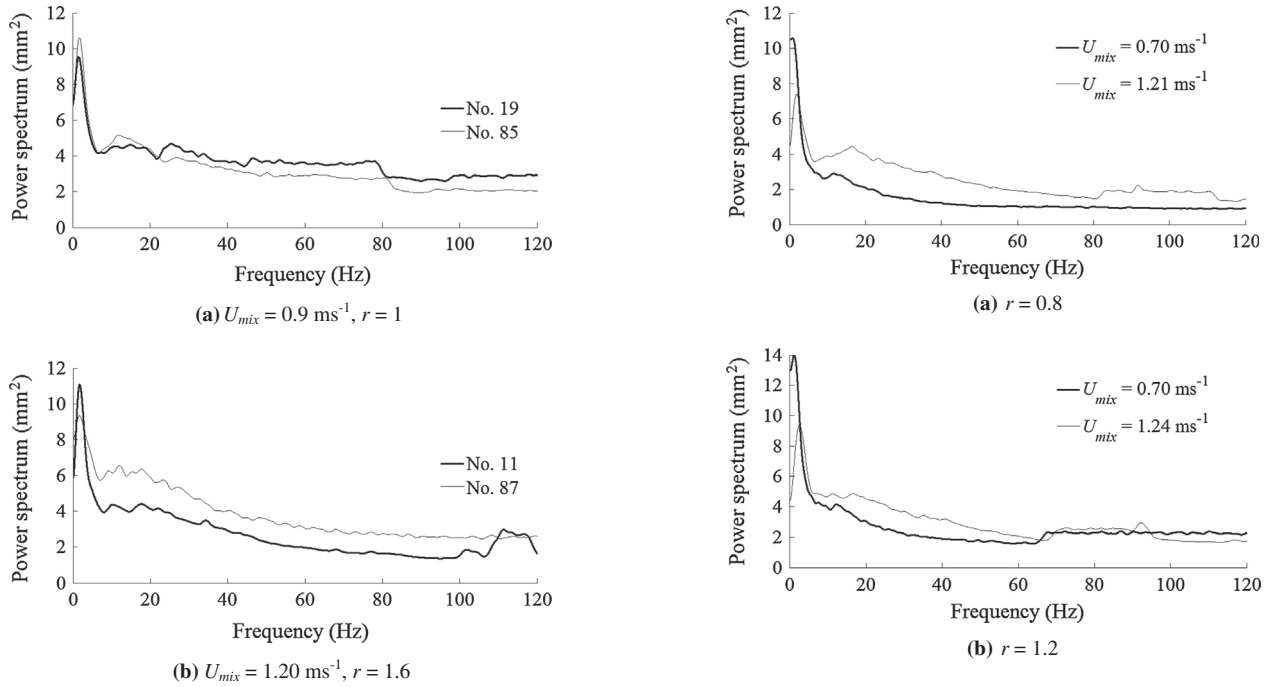 12
10
8
6
4
2
0
Power spectrum (mm²)
No. 19
No. 85
0 20 40 60 80 100 120
Frequency (Hz)
(a) U_mix = 0.9 ms⁻¹, r = 1
12
10
8
6
4
2
0
Power spectrum (mm²)
No. 11
No. 87
0 20 40 60 80 100 120
Frequency (Hz)
(b) U_mix = 1.20 ms⁻¹, r = 1.6
12
10
8
6
4
2
0
Power spectrum (mm²)
U_mix = 0.70 ms⁻¹
U_mix = 1.21 ms⁻¹
0 20 40 60 80 100 120
Frequency (Hz)
(a) r = 0.8
14
12
10
8
6
4
2
0
Power spectrum (mm²)
U_mix = 0.70 ms⁻¹
U_mix = 1.24 ms⁻¹
0 20 40 60 80 100 120
Frequency (Hz)
(b) r = 1.2